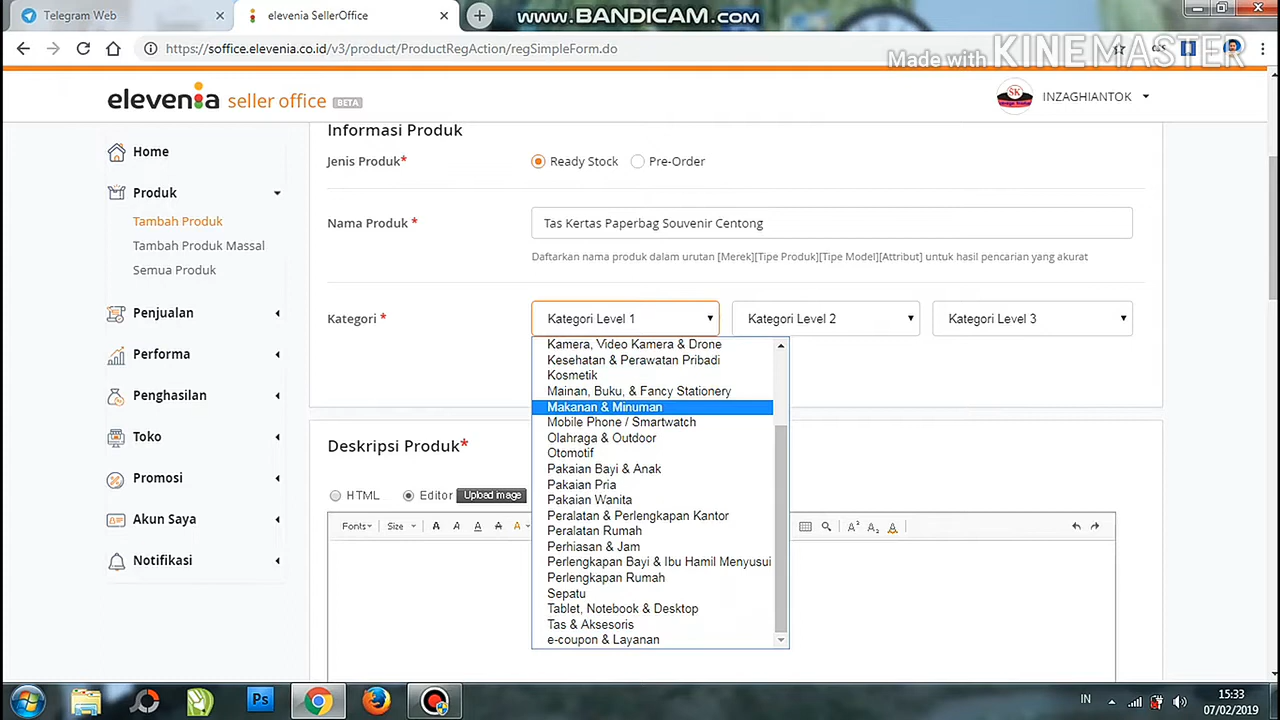 Telegram Web
elevenia SellerOffice
www.BANDICAM.com
https://soffice.elevenia.co.id/v3/product/ProductRegAction/regSimpleForm.do
Made with KINEMASTER
elevenia seller office BETA
SK
INZAGHIANTOK
Home
Produk
Tambah Produk
Tambah Produk Massal
Semua Produk
Penjualan
Performa
Penghasilan
Toko
Promosi
Akun Saya
Notifikasi
Informasi Produk
Jenis Produk*
Ready Stock
Pre-Order
Nama Produk *
Tas Kertas Paperbag Souvenir Centong
Daftarkan nama produk dalam urutan [Merek][Tipe Produk][Tipe Model][Attribut] untuk hasil pencarian yang akurat
Kategori *
Kategori Level 1
Kategori Level 2
Kategori Level 3
Kamera, Video Kamera & Drone
Kesehatan & Perawatan Pribadi
Kosmetik
Mainan, Buku, & Fancy Stationery
Makanan & Minuman
Mobile Phone / Smartwatch
Olahraga & Outdoor
Otomotif
Pakaian Bayi & Anak
Pakaian Pria
Pakaian Wanita
Peralatan & Perlengkapan Kantor
Peralatan Rumah
Perhiasan & Jam
Perlengkapan Bayi & Ibu Hamil Menyusui
Perlengkapan Rumah
Sepatu
Tablet, Notebook & Desktop
Tas & Aksesoris
e-coupon & Layanan
Deskripsi Produk*
HTML
Editor
Upload image
Fonts
Size
Ps
IN
15:33
07/02/2019